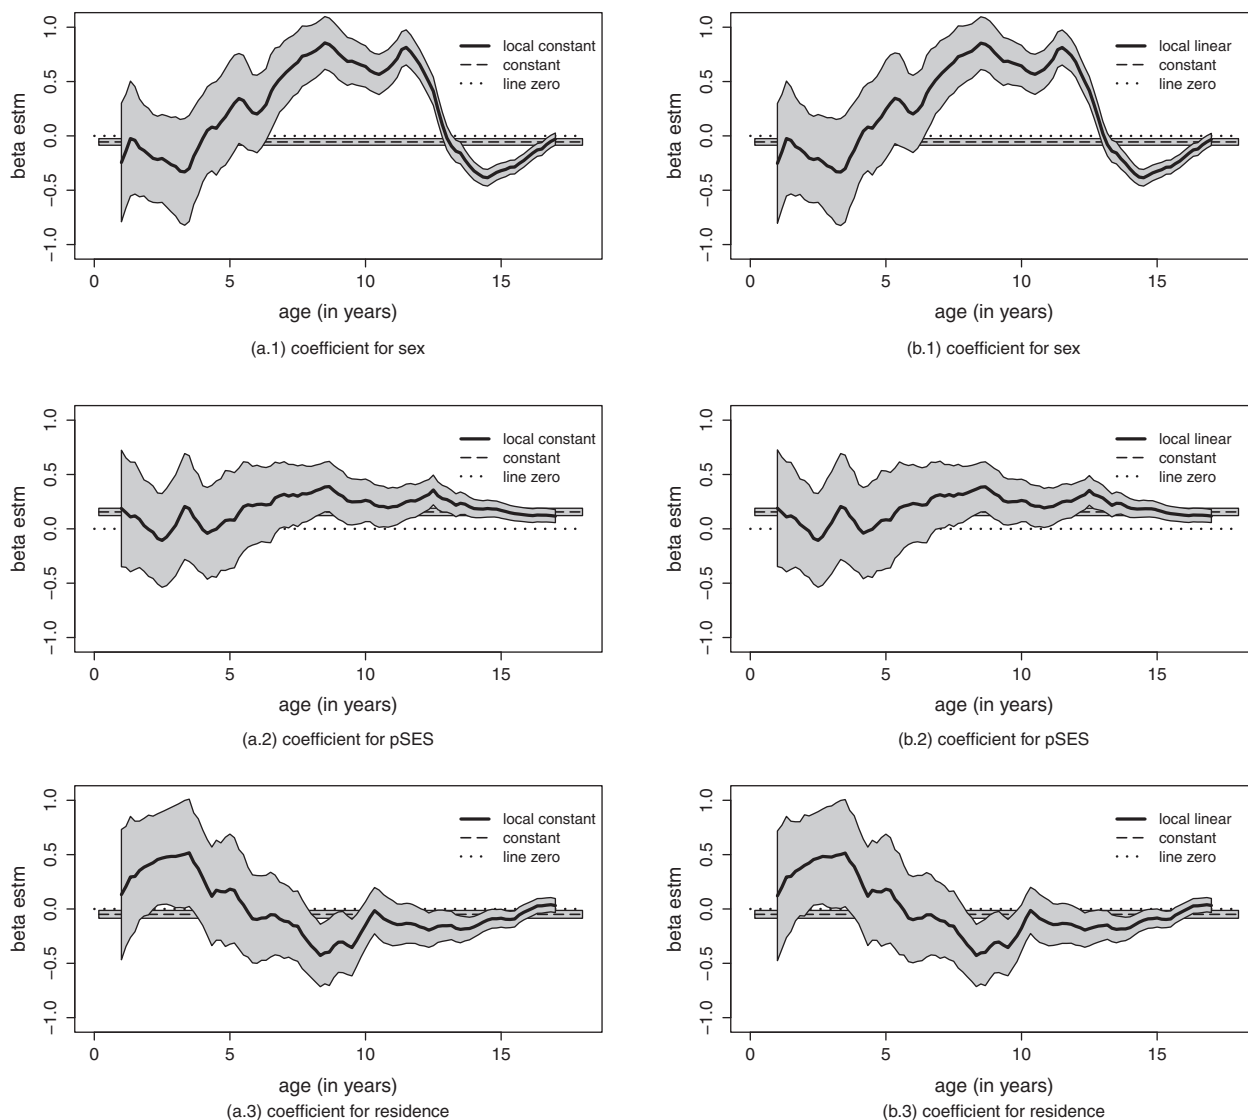 1.0
0.5
0.0
−0.5
−1.0
beta estm
local constant
constant
line zero
0 5 10 15
age (in years)
(a.1) coefficient for sex
1.0
0.5
0.0
−0.5
−1.0
beta estm
local linear
constant
line zero
0 5 10 15
age (in years)
(b.1) coefficient for sex
1.0
0.5
0.0
−0.5
−1.0
beta estm
local constant
constant
line zero
0 5 10 15
age (in years)
(a.2) coefficient for pSES
1.0
0.5
0.0
−0.5
−1.0
beta estm
local linear
constant
line zero
0 5 10 15
age (in years)
(b.2) coefficient for pSES
1.0
0.5
0.0
−0.5
−1.0
beta estm
local constant
constant
line zero
0 5 10 15
age (in years)
(a.3) coefficient for residence
1.0
0.5
0.0
−0.5
−1.0
beta estm
local linear
constant
line zero
0 5 10 15
age (in years)
(b.3) coefficient for residence